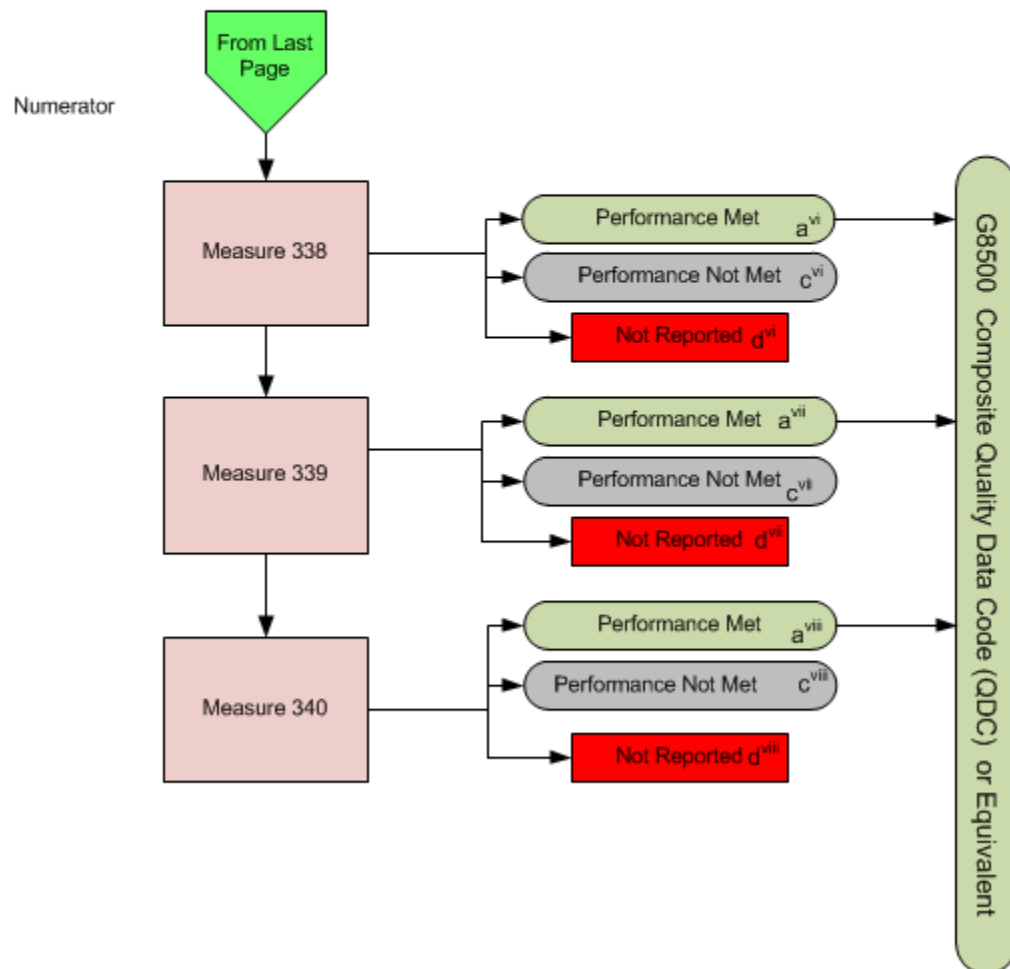 From Last
Page
Numerator
Measure 338
Performance Met a^vi
Performance Not Met c^vi
Not Reported d^vi
Measure 339
Performance Met a^vii
Performance Not Met c^vii
Not Reported d^vii
Measure 340
Performance Met a^viii
Performance Not Met c^viii
Not Reported d^viii
G8500 Composite Quality Data Code (QDC) or Equivalent